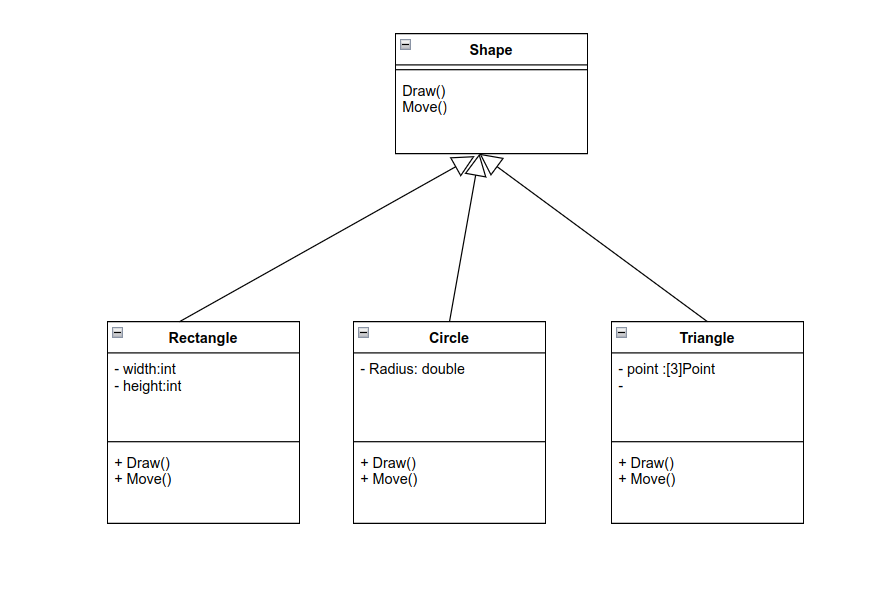 Shape
Draw()
Move()
Rectangle
- width:int
- height:int
+ Draw()
+ Move()
Circle
- Radius: double
+ Draw()
+ Move()
Triangle
- point :[3]Point
-
+ Draw()
+ Move()